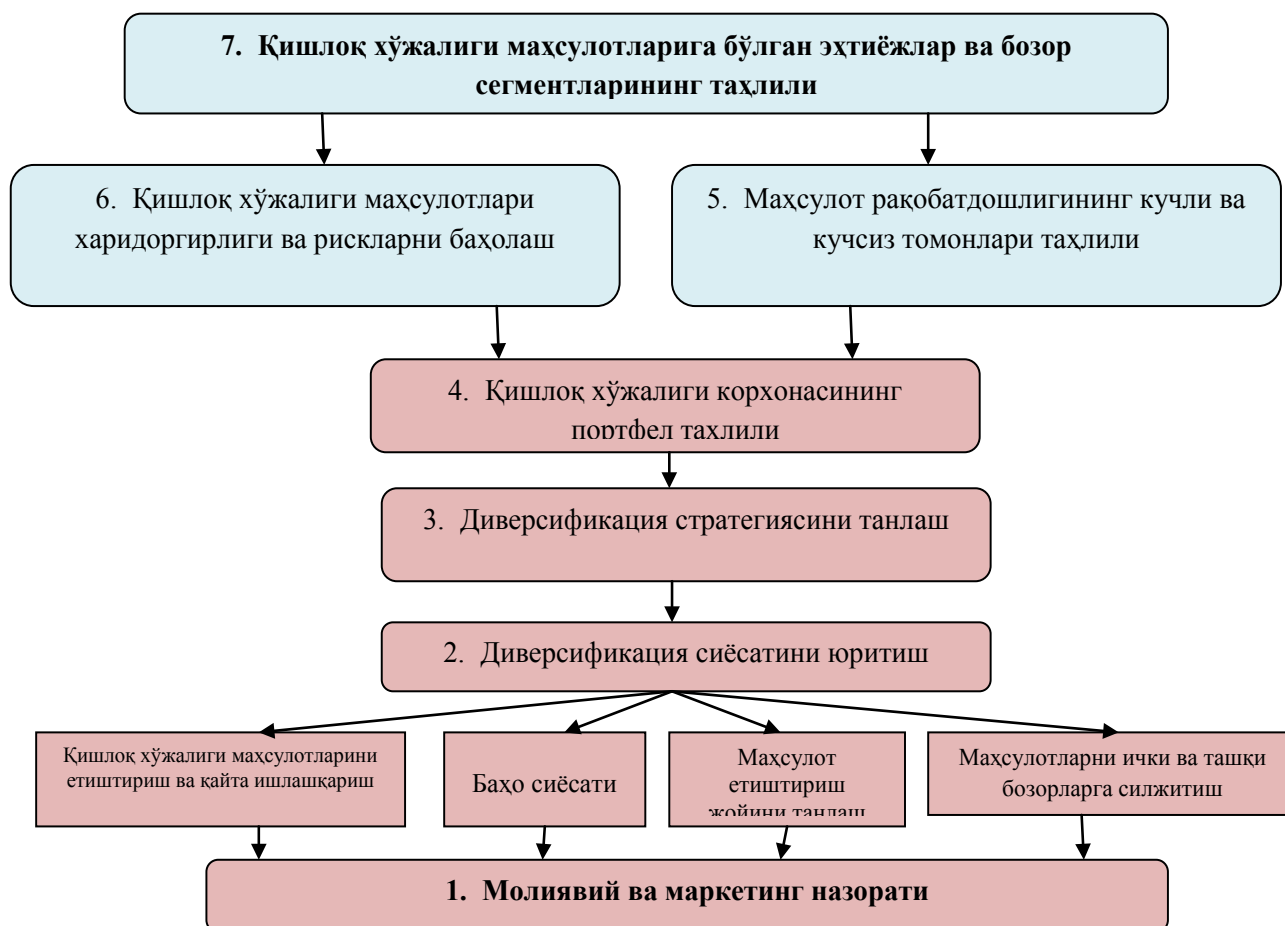 7. Қишлоқ хўжалиги маҳсулотларига бўлган эҳтиёжлар ва бозор
сегментларининг таҳлили
6. Қишлоқ хўжалиги маҳсулотлари
харидоргирлиги ва рискларни баҳолаш
5. Маҳсулот рақобатдошлигининг кучли ва
кучсиз томонлари таҳлили
4. Қишлоқ хўжалиги корхонасининг
портфел таҳлили
3. Диверсификация стратегиясини танлаш
2. Диверсификация сиёсатини юритиш
Қишлоқ хўжалиги маҳсулотларини
етиштириш ва қайта ишлашқариш
Баҳо сиёсати
Маҳсулот
етиштириш
жойини танлаш
Маҳсулотларни ички ва ташқи
бозорларга силжитиш
1. Молиявий ва маркетинг назорати